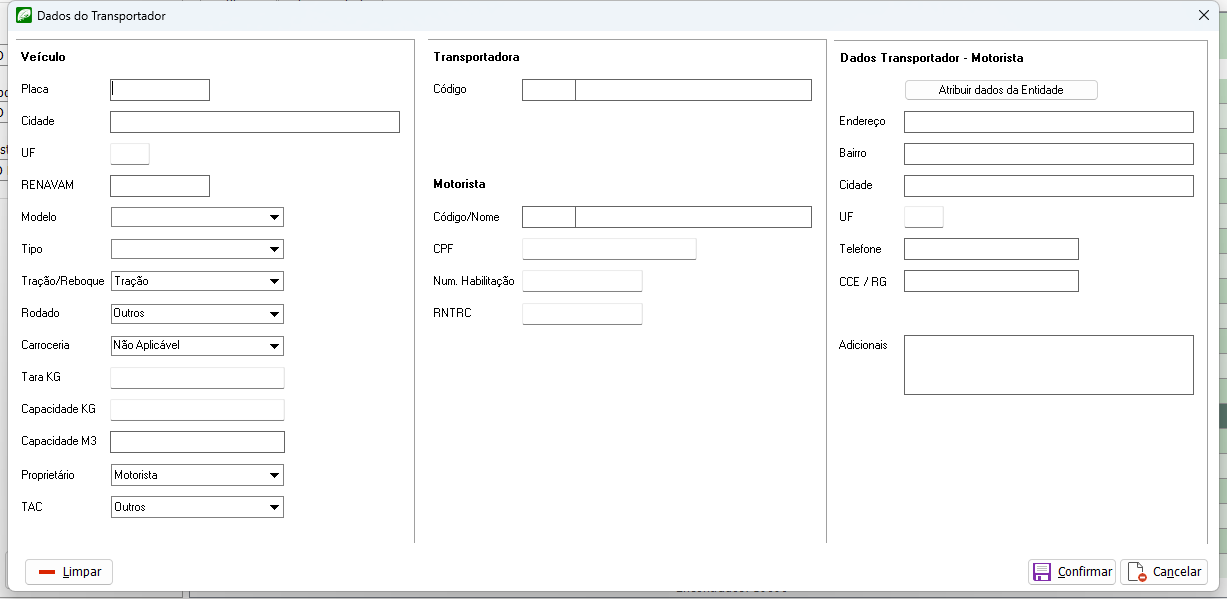 Dados do Transportador
Veículo
Placa
Cidade
UF
RENAVAM
Modelo
Tipo
Tração/Reboque Tração
Rodado Outros
Carroceria Não Aplicável
Tara KG
Capacidade KG
Capacidade M3
Proprietário Motorista
TAC Outros
Transportadora
Código
Motorista
Código/Nome
CPF
Num. Habilitação
RNTRC
Dados Transportador - Motorista
Atribuir dados da Entidade
Endereço
Bairro
Cidade
UF
Telefone
CCE / RG
Adicionais
Limpar
Confirmar
Cancelar